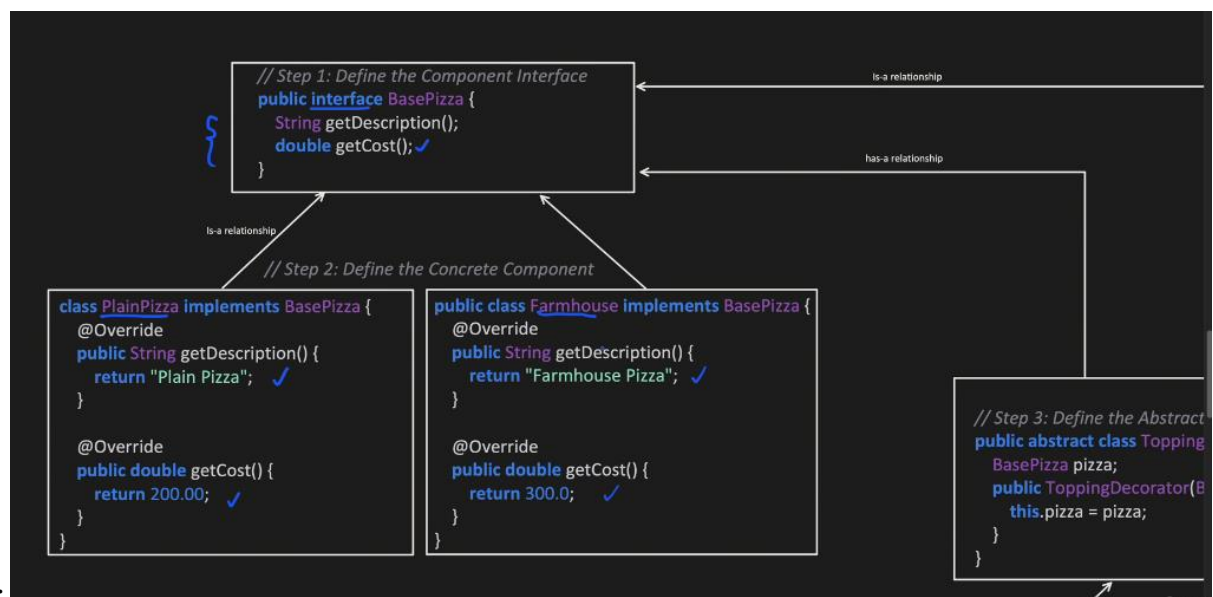 // Step 1: Define the Component Interface
public interface BasePizza {
String getDescription();
double getCost();
}
Is-a relationship
has-a relationship
Is-a relationship
// Step 2: Define the Concrete Component
class PlainPizza implements BasePizza {
@Override
public String getDescription() {
return "Plain Pizza";
}
@Override
public double getCost() {
return 200.00;
}
}
public class Farmhouse implements BasePizza {
@Override
public String getDescription() {
return "Farmhouse Pizza";
}
@Override
public double getCost() {
return 300.0;
}
}
// Step 3: Define the Abstract
public abstract class Topping
BasePizza pizza;
public ToppingDecorator(B
this.pizza = pizza;
}
}